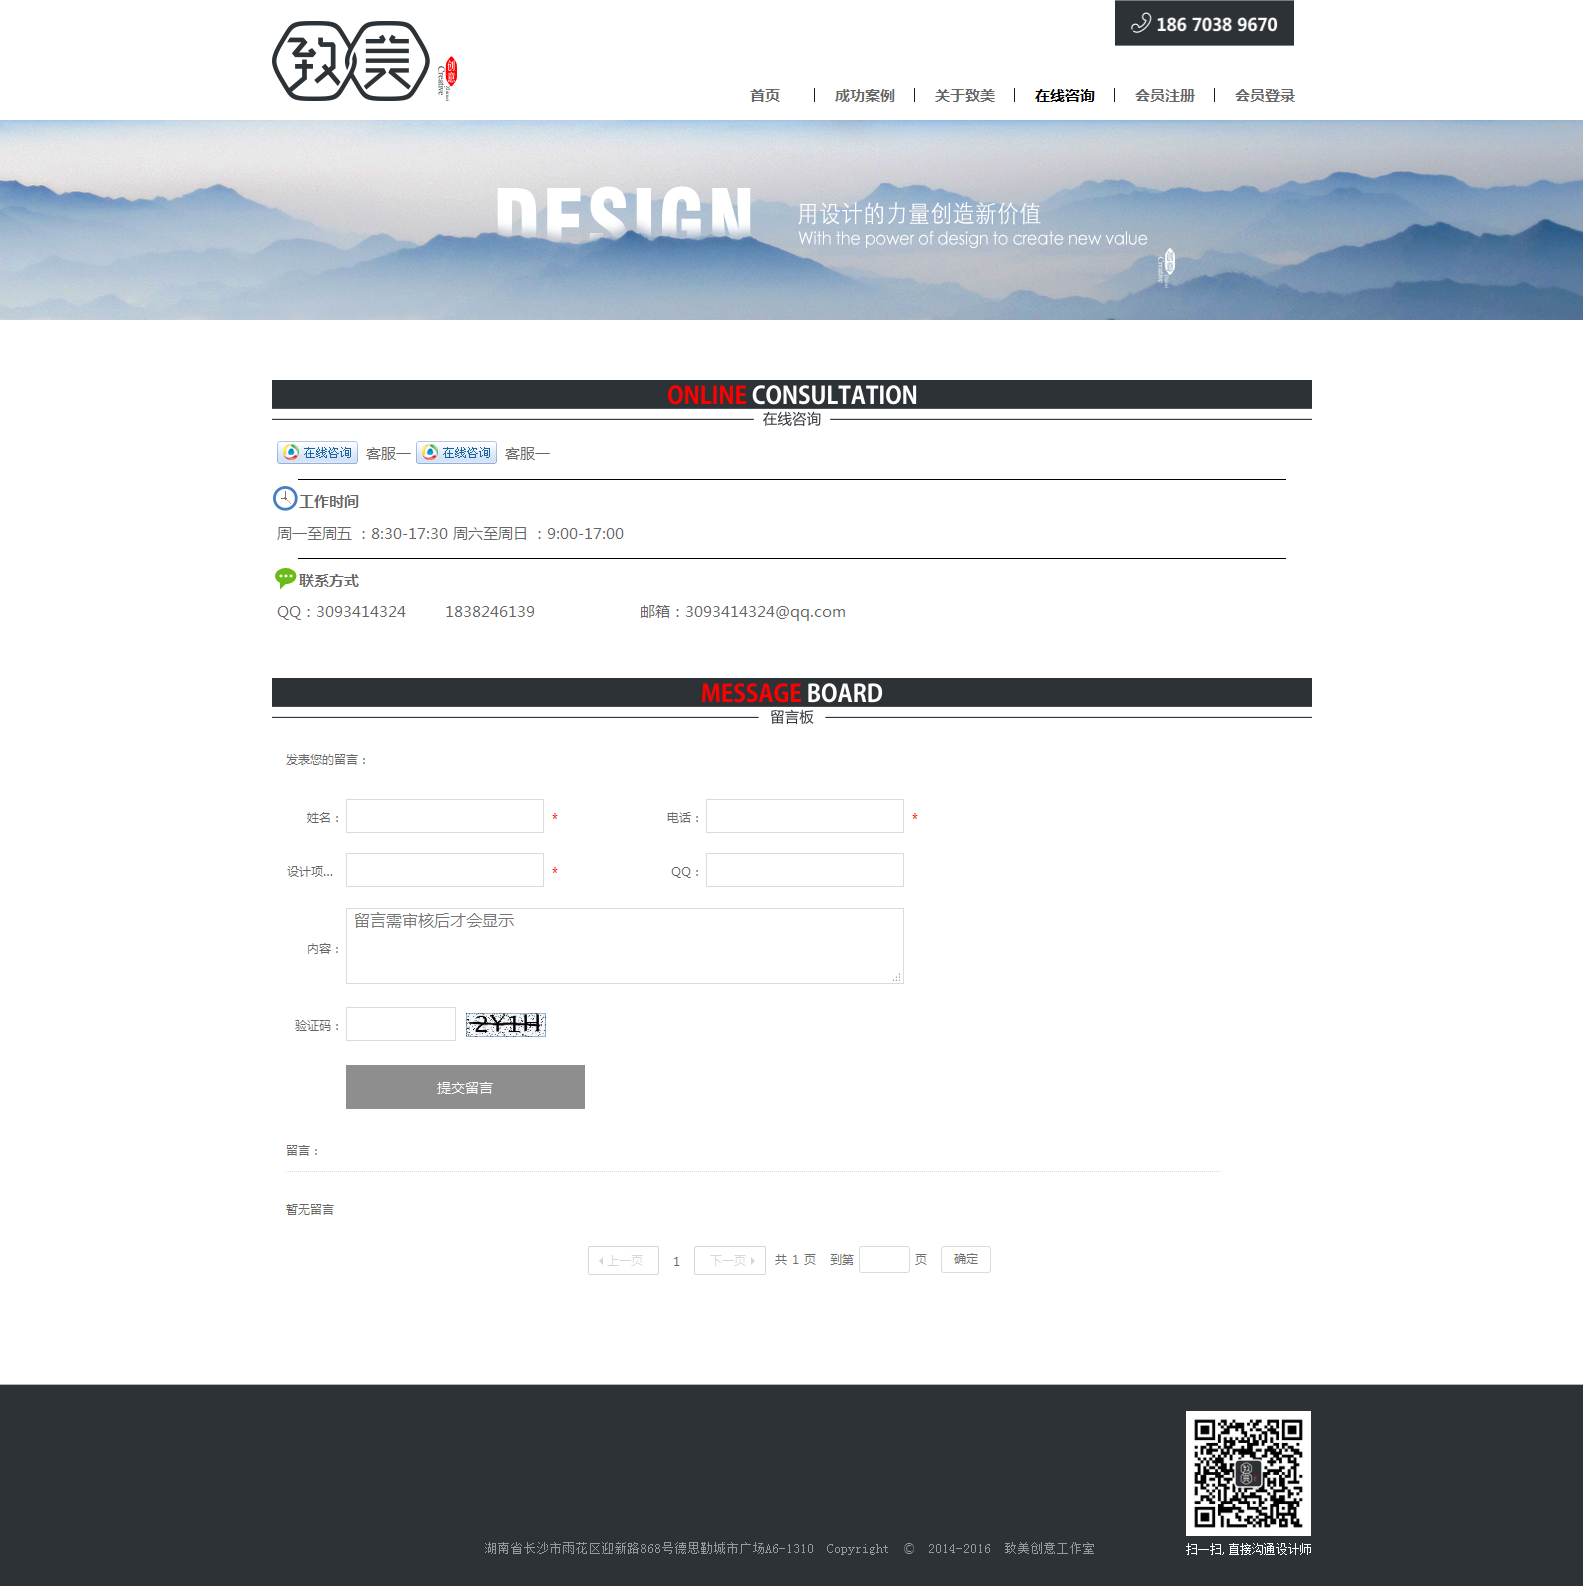 致美
创意
Creative
186 7038 9670
首页
成功案例
关于致美
在线咨询
会员注册
会员登录
DESIGN
用设计的力量创造新价值
With the power of design to create new value
创意
Creative
ONLINE CONSULTATION
在线咨询
在线咨询 客服一 在线咨询 客服一
工作时间
周一至周五 ：8:30-17:30 周六至周日 ：9:00-17:00
联系方式
QQ：3093414324 1838246139 邮箱：3093414324@qq.com
MESSAGE BOARD
留言板
发表您的留言：
姓名： * 电话： *
设计项... * QQ：
内容： 留言需审核后才会显示
验证码： 2Y1H
提交留言
留言：
暂无留言
上一页 1 下一页 共 1 页 到第 页 确定
湖南省长沙市雨花区迎新路868号德思勤城市广场A6-1310 Copyright © 2014-2016 致美创意工作室
致美
扫一扫, 直接沟通设计师